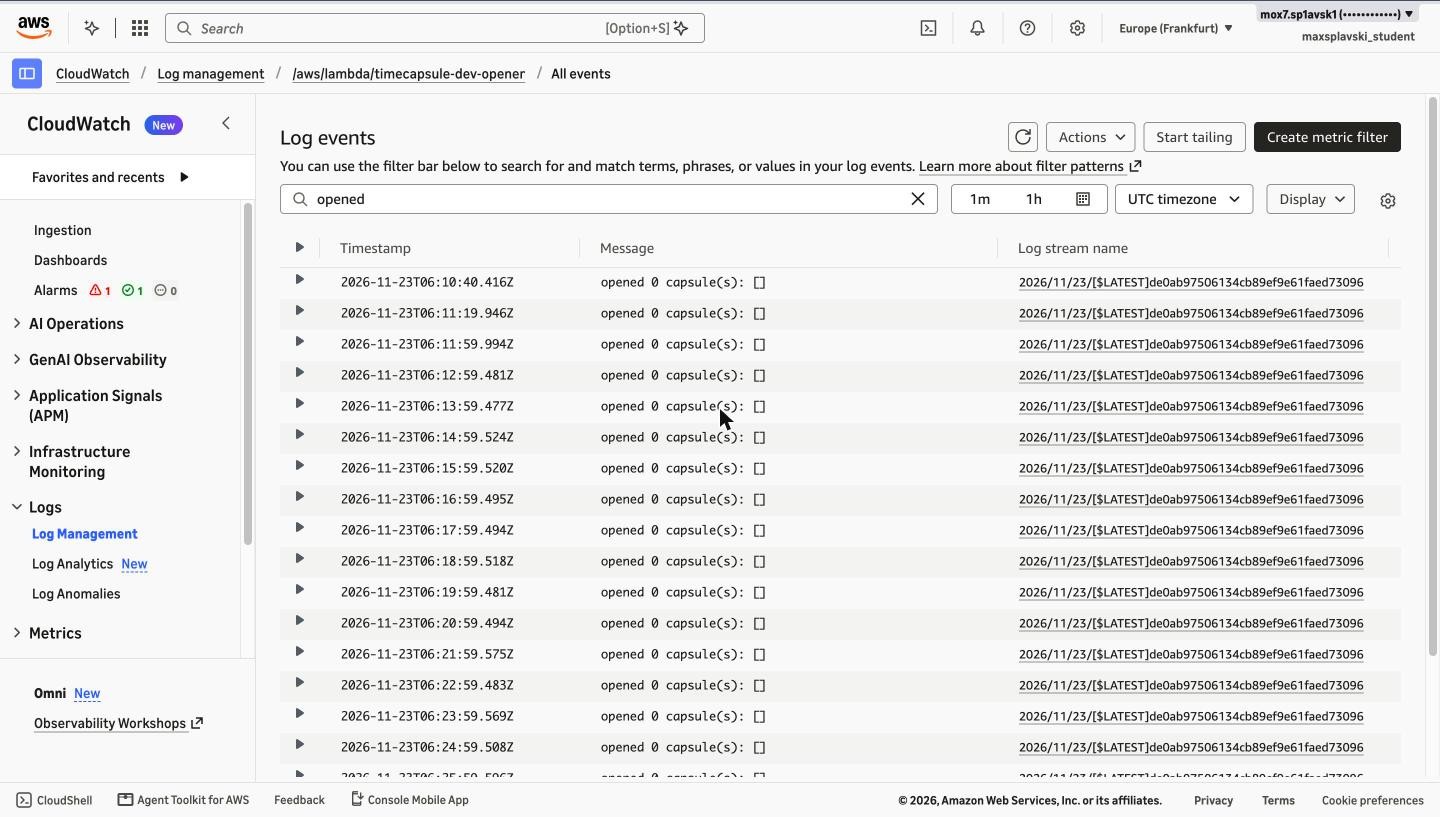 aws
Search [Option+S]
mox7.sp1avsk1 (••••••••••••) ▼
Europe (Frankfurt) ▼
maxsplavski_student
CloudWatch / Log management / /aws/lambda/timecapsule-dev-opener / All events
CloudWatch New
Favorites and recents
Ingestion
Dashboards
Alarms 1 1 0
AI Operations
GenAI Observability
Application Signals
(APM)
Infrastructure
Monitoring
Logs
Log Management
Log Analytics New
Log Anomalies
Metrics
Omni New
Observability Workshops
Log events
Actions
Start tailing
Create metric filter
You can use the filter bar below to search for and match terms, phrases, or values in your log events. Learn more about filter patterns
opened
1m 1h
UTC timezone
Display
Timestamp Message Log stream name
2026-11-23T06:10:40.416Z opened 0 capsule(s): [] 2026/11/23/[$LATEST]de0ab97506134cb89ef9e61faed73096
2026-11-23T06:11:19.946Z opened 0 capsule(s): [] 2026/11/23/[$LATEST]de0ab97506134cb89ef9e61faed73096
2026-11-23T06:11:59.994Z opened 0 capsule(s): [] 2026/11/23/[$LATEST]de0ab97506134cb89ef9e61faed73096
2026-11-23T06:12:59.481Z opened 0 capsule(s): [] 2026/11/23/[$LATEST]de0ab97506134cb89ef9e61faed73096
2026-11-23T06:13:59.477Z opened 0 capsule(s): [] 2026/11/23/[$LATEST]de0ab97506134cb89ef9e61faed73096
2026-11-23T06:14:59.524Z opened 0 capsule(s): [] 2026/11/23/[$LATEST]de0ab97506134cb89ef9e61faed73096
2026-11-23T06:15:59.520Z opened 0 capsule(s): [] 2026/11/23/[$LATEST]de0ab97506134cb89ef9e61faed73096
2026-11-23T06:16:59.495Z opened 0 capsule(s): [] 2026/11/23/[$LATEST]de0ab97506134cb89ef9e61faed73096
2026-11-23T06:17:59.494Z opened 0 capsule(s): [] 2026/11/23/[$LATEST]de0ab97506134cb89ef9e61faed73096
2026-11-23T06:18:59.518Z opened 0 capsule(s): [] 2026/11/23/[$LATEST]de0ab97506134cb89ef9e61faed73096
2026-11-23T06:19:59.481Z opened 0 capsule(s): [] 2026/11/23/[$LATEST]de0ab97506134cb89ef9e61faed73096
2026-11-23T06:20:59.494Z opened 0 capsule(s): [] 2026/11/23/[$LATEST]de0ab97506134cb89ef9e61faed73096
2026-11-23T06:21:59.575Z opened 0 capsule(s): [] 2026/11/23/[$LATEST]de0ab97506134cb89ef9e61faed73096
2026-11-23T06:22:59.483Z opened 0 capsule(s): [] 2026/11/23/[$LATEST]de0ab97506134cb89ef9e61faed73096
2026-11-23T06:23:59.569Z opened 0 capsule(s): [] 2026/11/23/[$LATEST]de0ab97506134cb89ef9e61faed73096
2026-11-23T06:24:59.508Z opened 0 capsule(s): [] 2026/11/23/[$LATEST]de0ab97506134cb89ef9e61faed73096
CloudShell Agent Toolkit for AWS Feedback Console Mobile App © 2026, Amazon Web Services, Inc. or its affiliates. Privacy Terms Cookie preferences